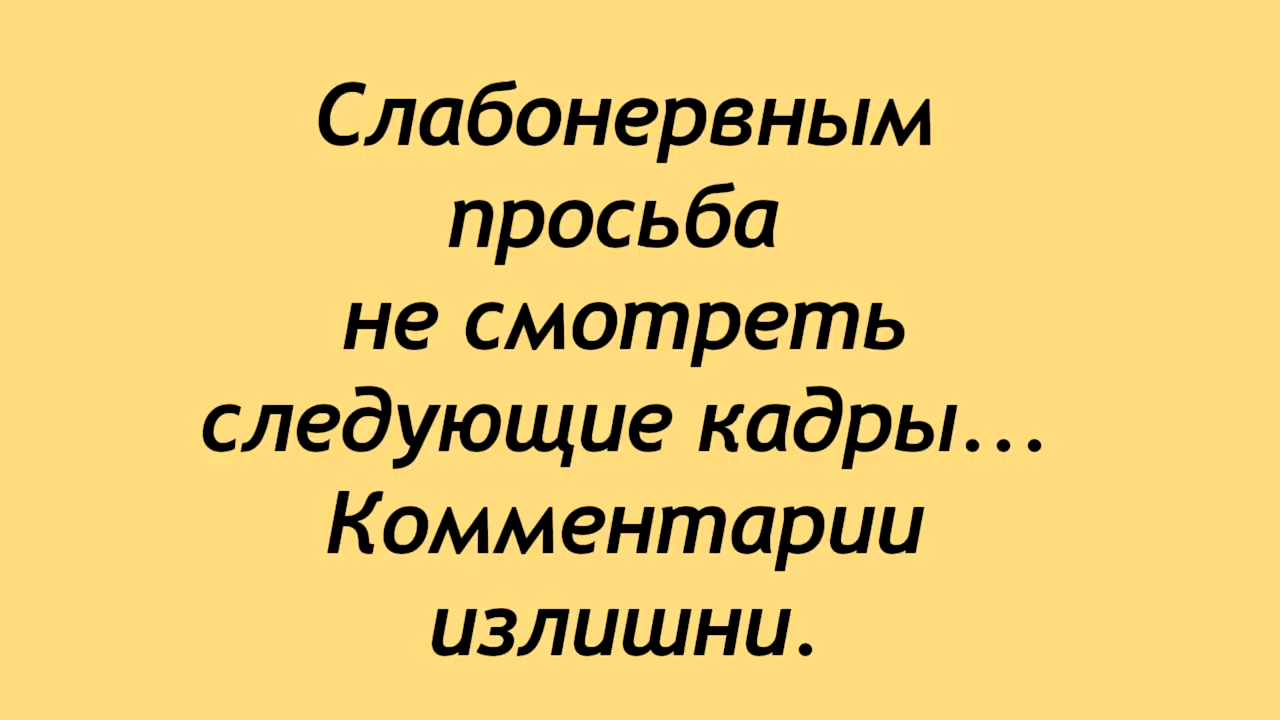 Слабонервным
просьба
не смотреть
следующие кадры...
Комментарии
излишни.